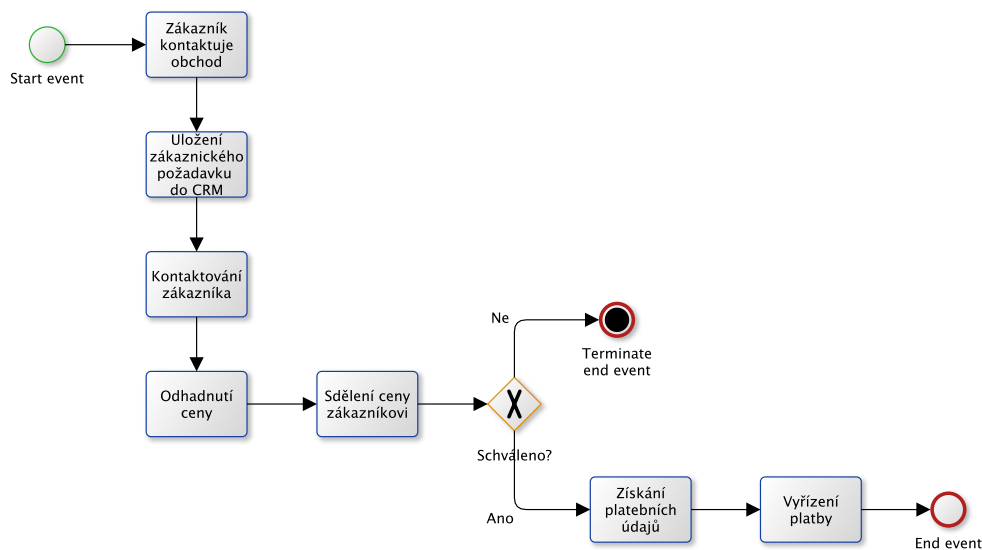 Zákazník
kontaktuje
obchod
Start event
Uložení
zákaznického
požadavku
do CRM
Kontaktování
zákazníka
Odhadnutí
ceny
Sdělení ceny
zákazníkovi
Ne
Terminate
end event
Schváleno?
Ano
Získání
platebních
údajů
Vyřízení
platby
End event